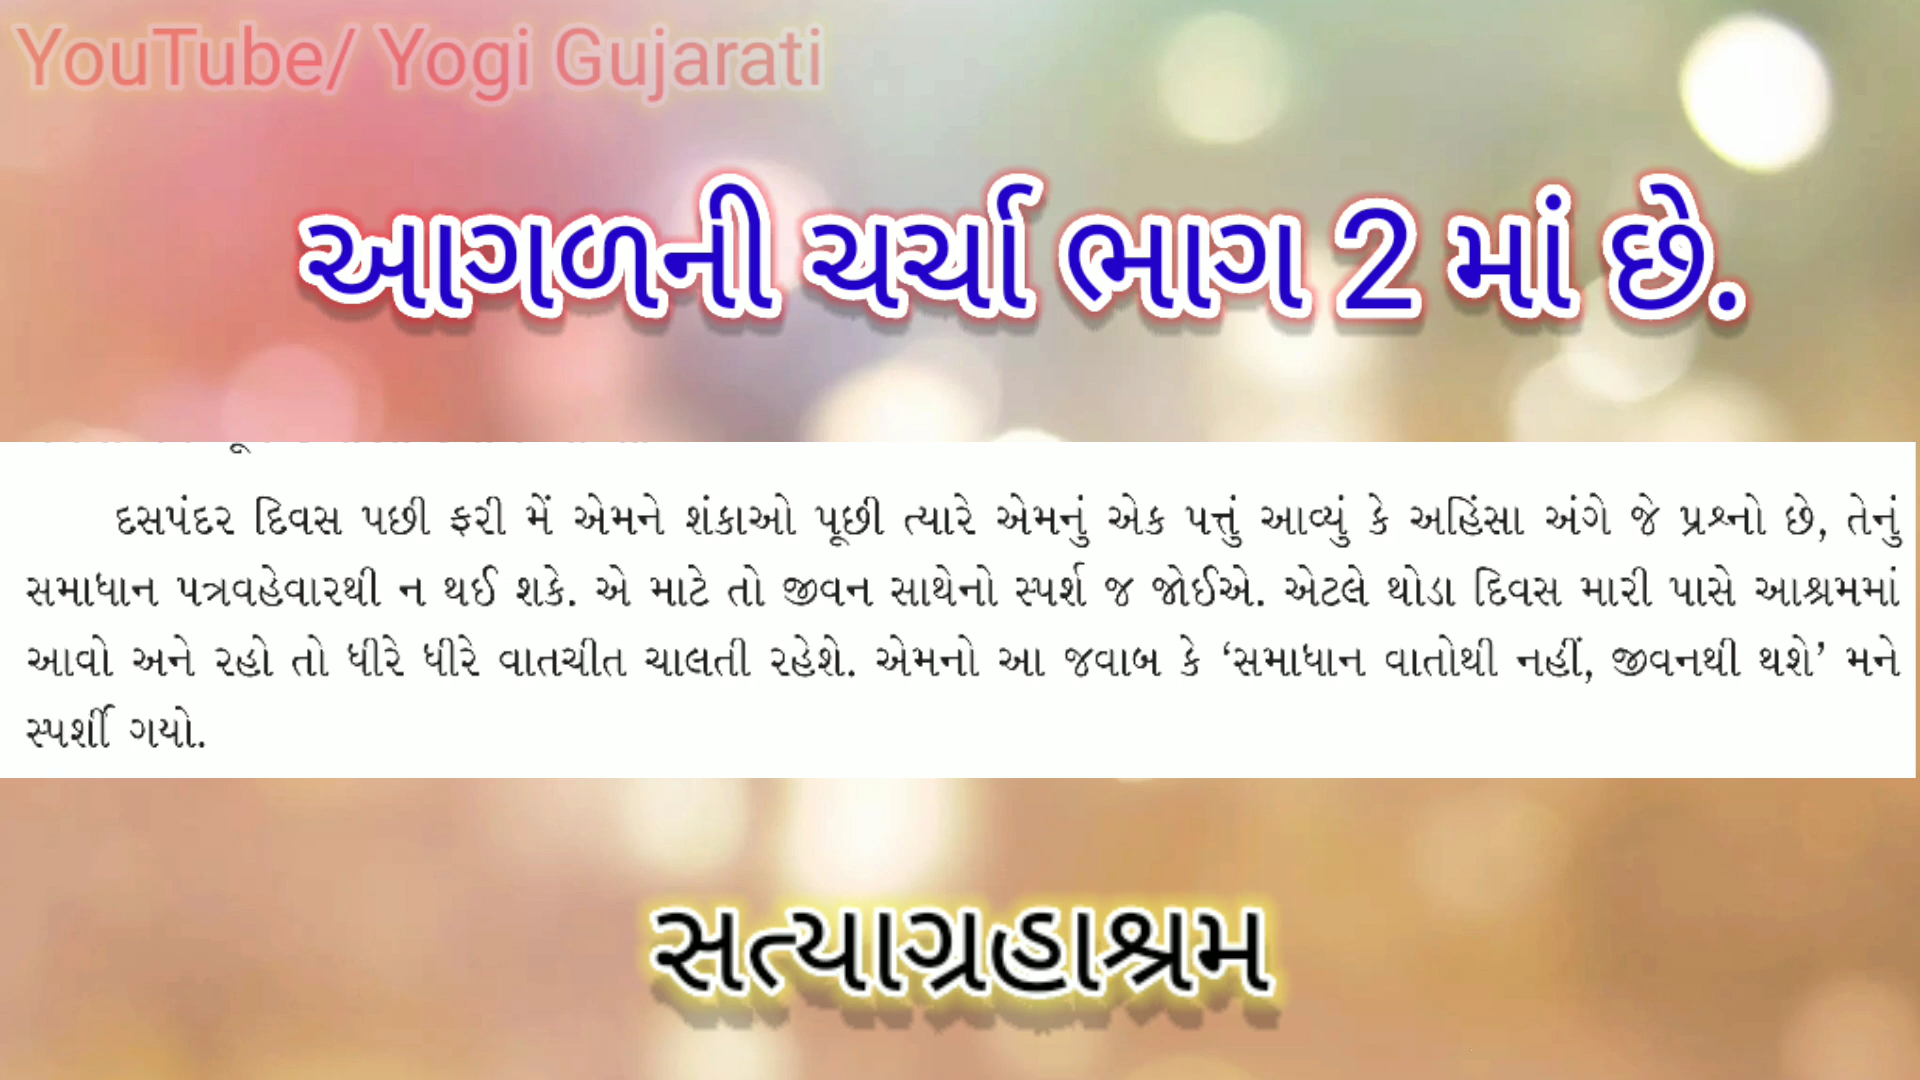 YouTube/ Yogi Gujarati
આગળની ચર્ચા ભાગ 2 માં છે.
દસપંદર દિવસ પછી ફરી મેં એમને શંકાઓ પૂછી ત્યારે એમનું એક પત્તું આવ્યું કે અહિંસા અંગે જે પ્રશ્નો છે, તેનું
સમાધાન પત્રવહેવારથી ન થઈ શકે. એ માટે તો જીવન સાથેનો સ્પર્શ જ જોઈએ. એટલે થોડા દિવસ મારી પાસે આશ્રમમાં
આવો અને રહો તો ધીરે ધીરે વાતચીત ચાલતી રહેશે. એમનો આ જવાબ કે ‘સમાધાન વાતોથી નહીં, જીવનથી થશે’ મને
સ્પર્શી ગયો.
સત્યાગ્રહાશ્રમ